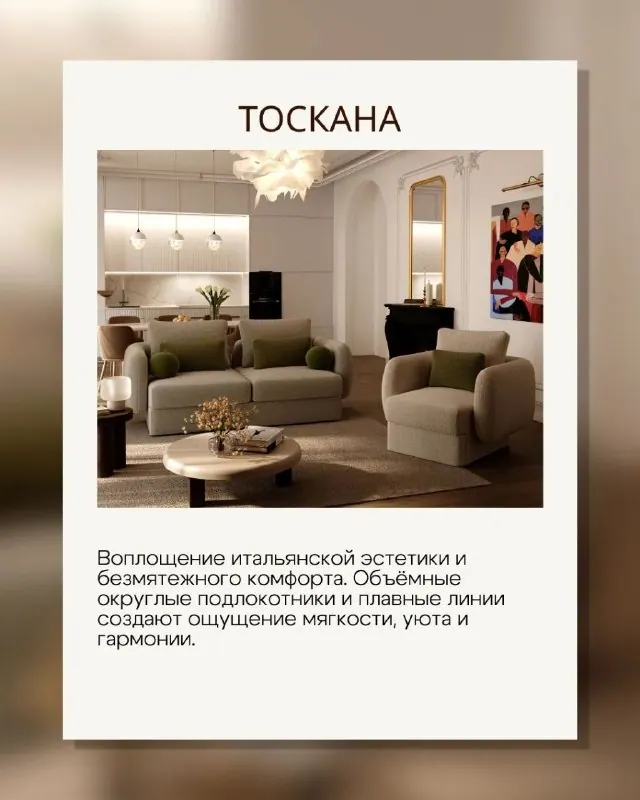 ТОСКАНА
Воплощение итальянской эстетики и
безмятежного комфорта. Объёмные
округлые подлокотники и плавные линии
создают ощущение мягкости, уюта и
гармонии.